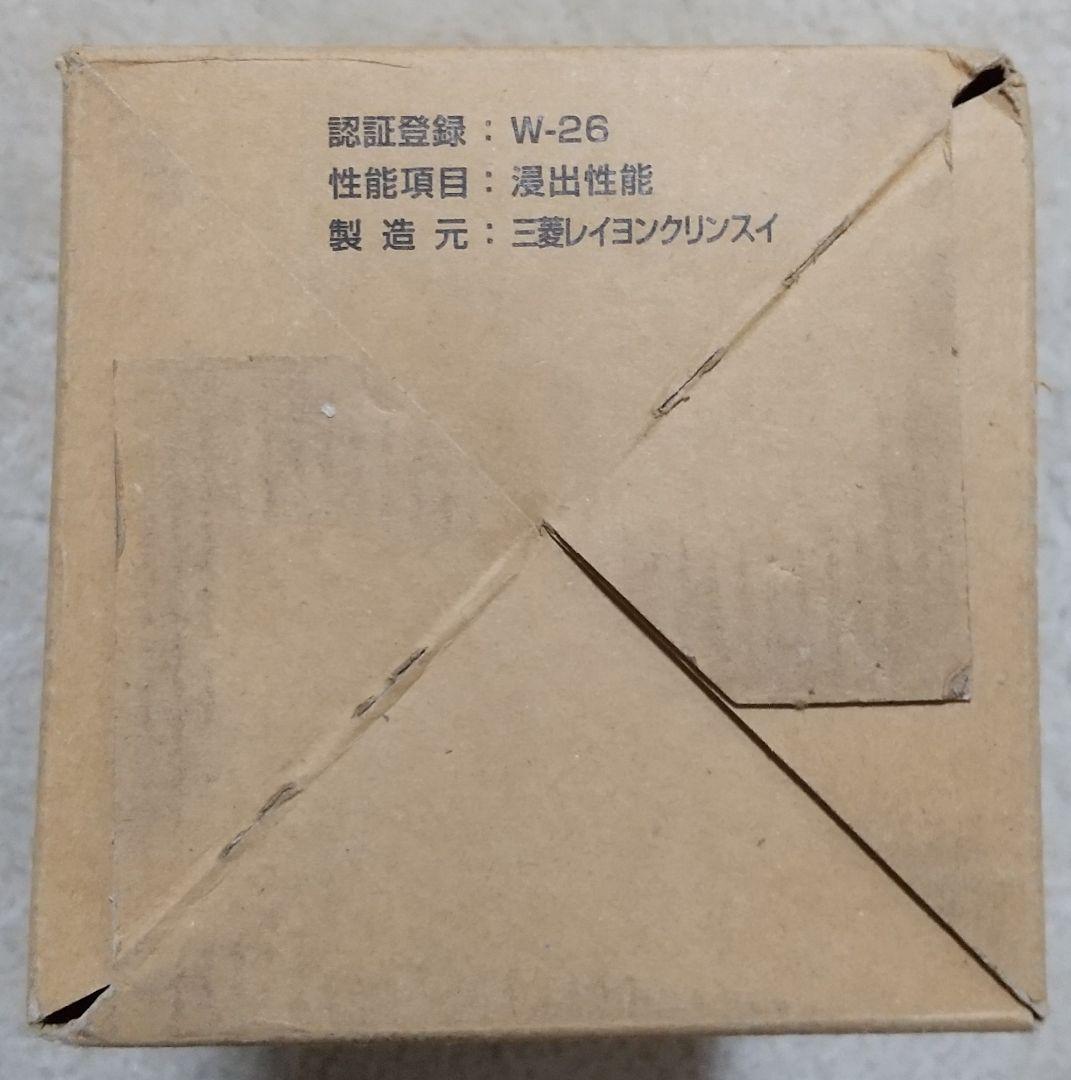 認証登録：W-26
性能項目：浸出性能
製造元：三菱レイヨンクリンスイ